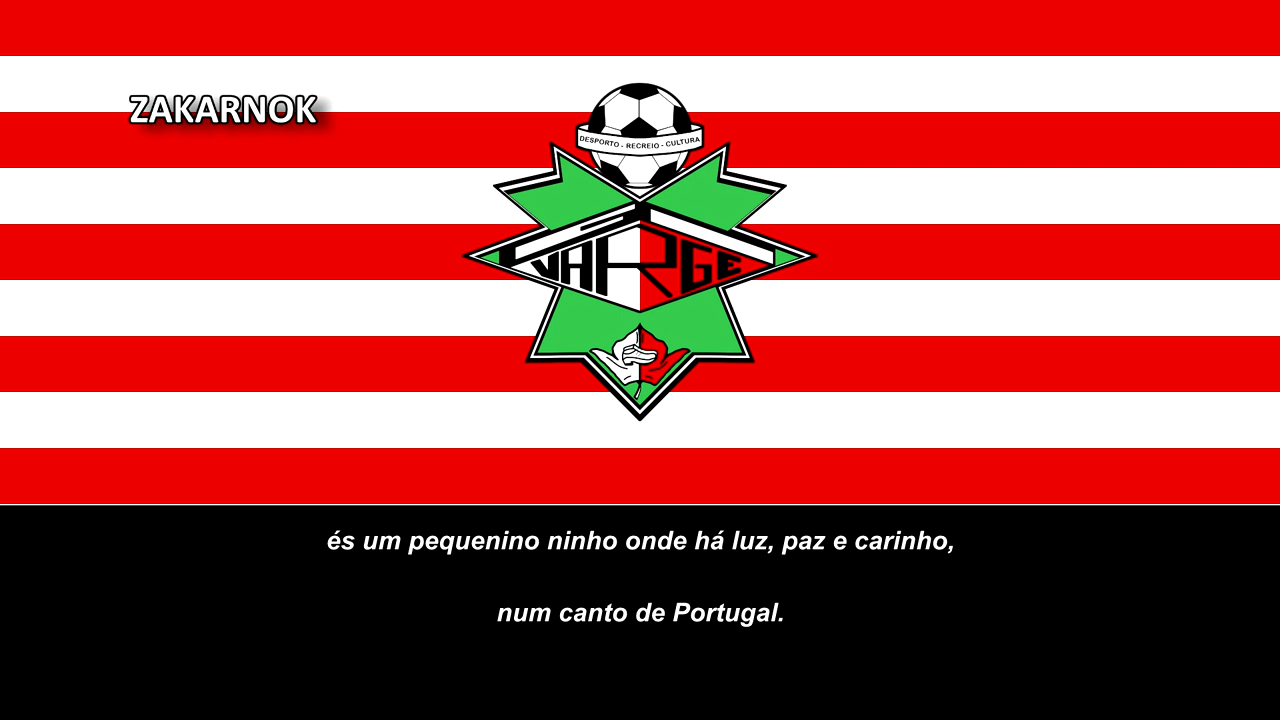 ZAKARNOK
DESPORTO - RECREIO - CULTURA
VARGE
és um pequenino ninho onde há luz, paz e carinho,
num canto de Portugal.